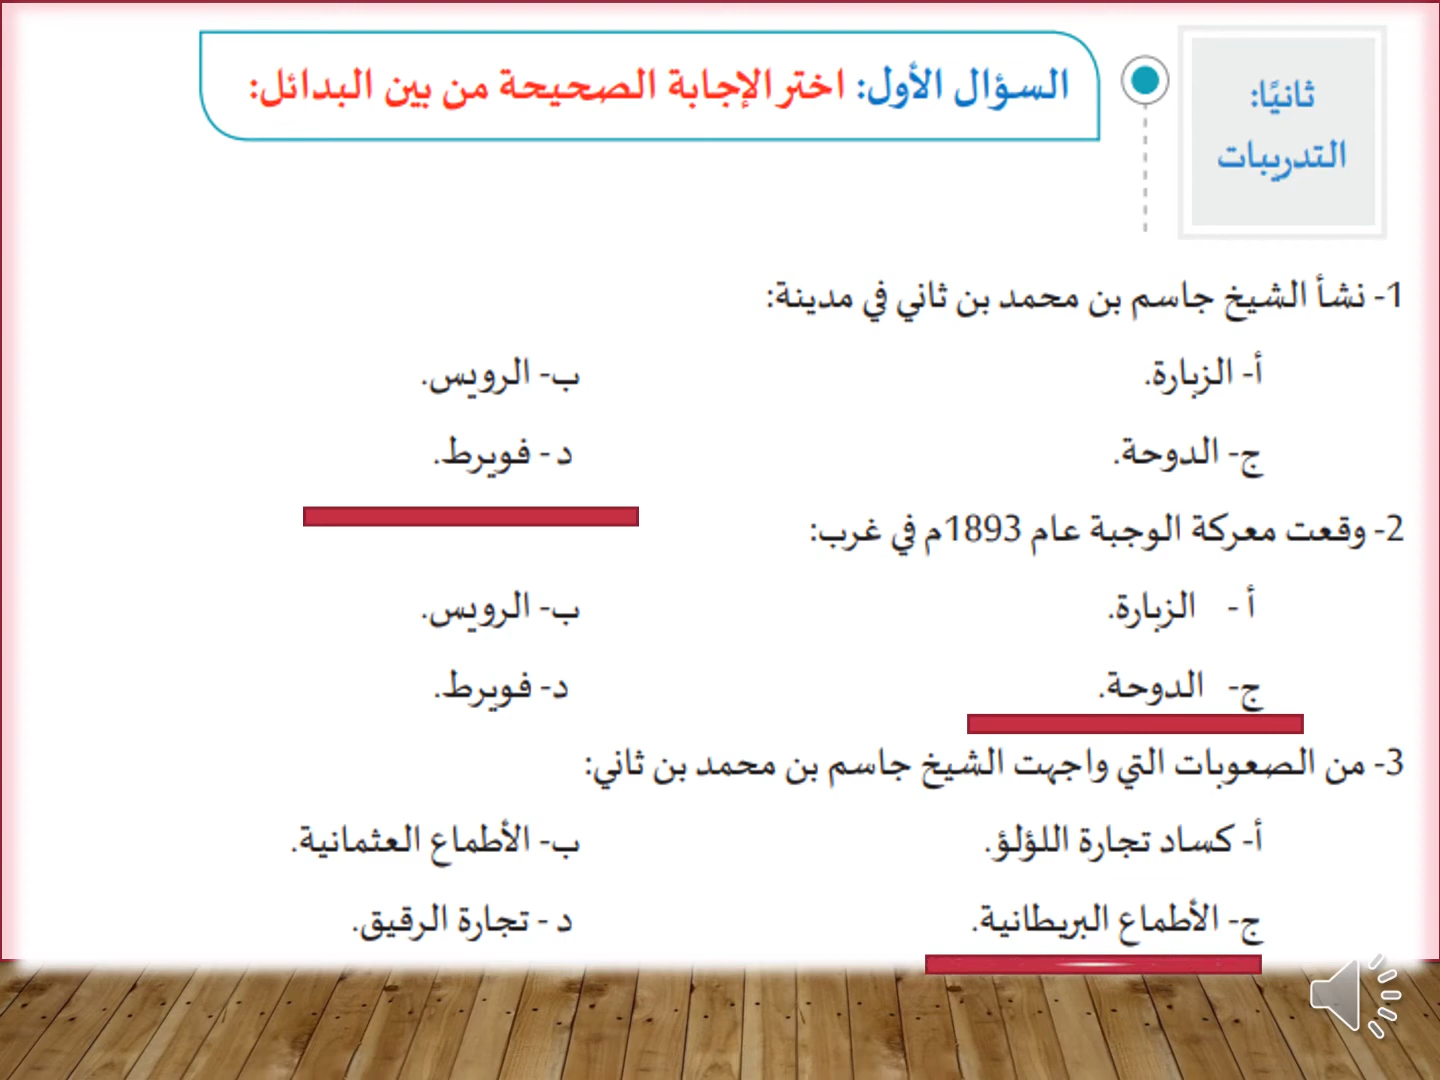 ثانيًا:
التدريبات
السؤال الأول: اختر الإجابة الصحيحة من بين البدائل:
1- نشأ الشيخ جاسم بن محمد بن ثاني في مدينة:
أ- الزبارة. ب- الرويس.
ج- الدوحة. د - فويرط.
2- وقعت معركة الوجبة عام 1893م في غرب:
أ - الزبارة. ب- الرويس.
ج- الدوحة. د- فويرط.
3- من الصعوبات التي واجهت الشيخ جاسم بن محمد بن ثاني:
أ- كساد تجارة اللؤلؤ. ب- الأطماع العثمانية.
ج- الأطماع البريطانية. د - تجارة الرقيق.